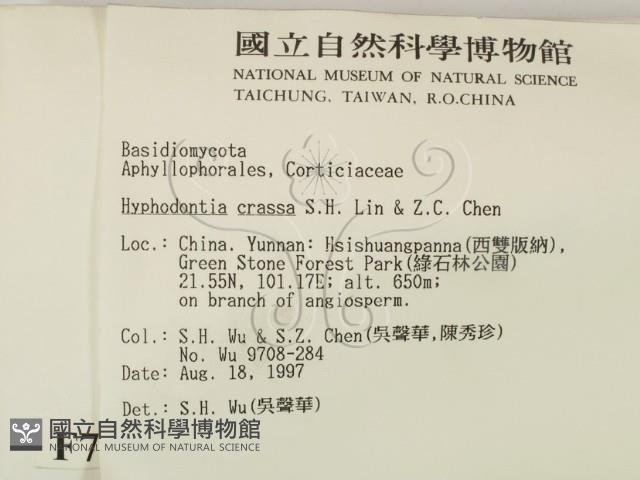 國立自然科學博物館
NATIONAL MUSEUM OF NATURAL SCIENCE
TAICHUNG, TAIWAN, R.O.CHINA
Basidiomycota
Aphyllophorales, Corticiaceae
Hyphodontia crassa S.H. Lin & Z.C. Chen
Loc.: China. Yunnan: Hsishuangpanna(西雙版納),
Green Stone Forest Park(綠石林公園)
21.55N, 101.17E; alt. 650m;
on branch of angiosperm.
Col.: S.H. Wu & S.Z. Chen(吳聲華,陳秀珍)
No. Wu 9708-284
Date: Aug. 18, 1997
Det.: S.H. Wu(吳聲華)
國立自然科學博物館
NATIONAL MUSEUM OF NATURAL SCIENCE
F7